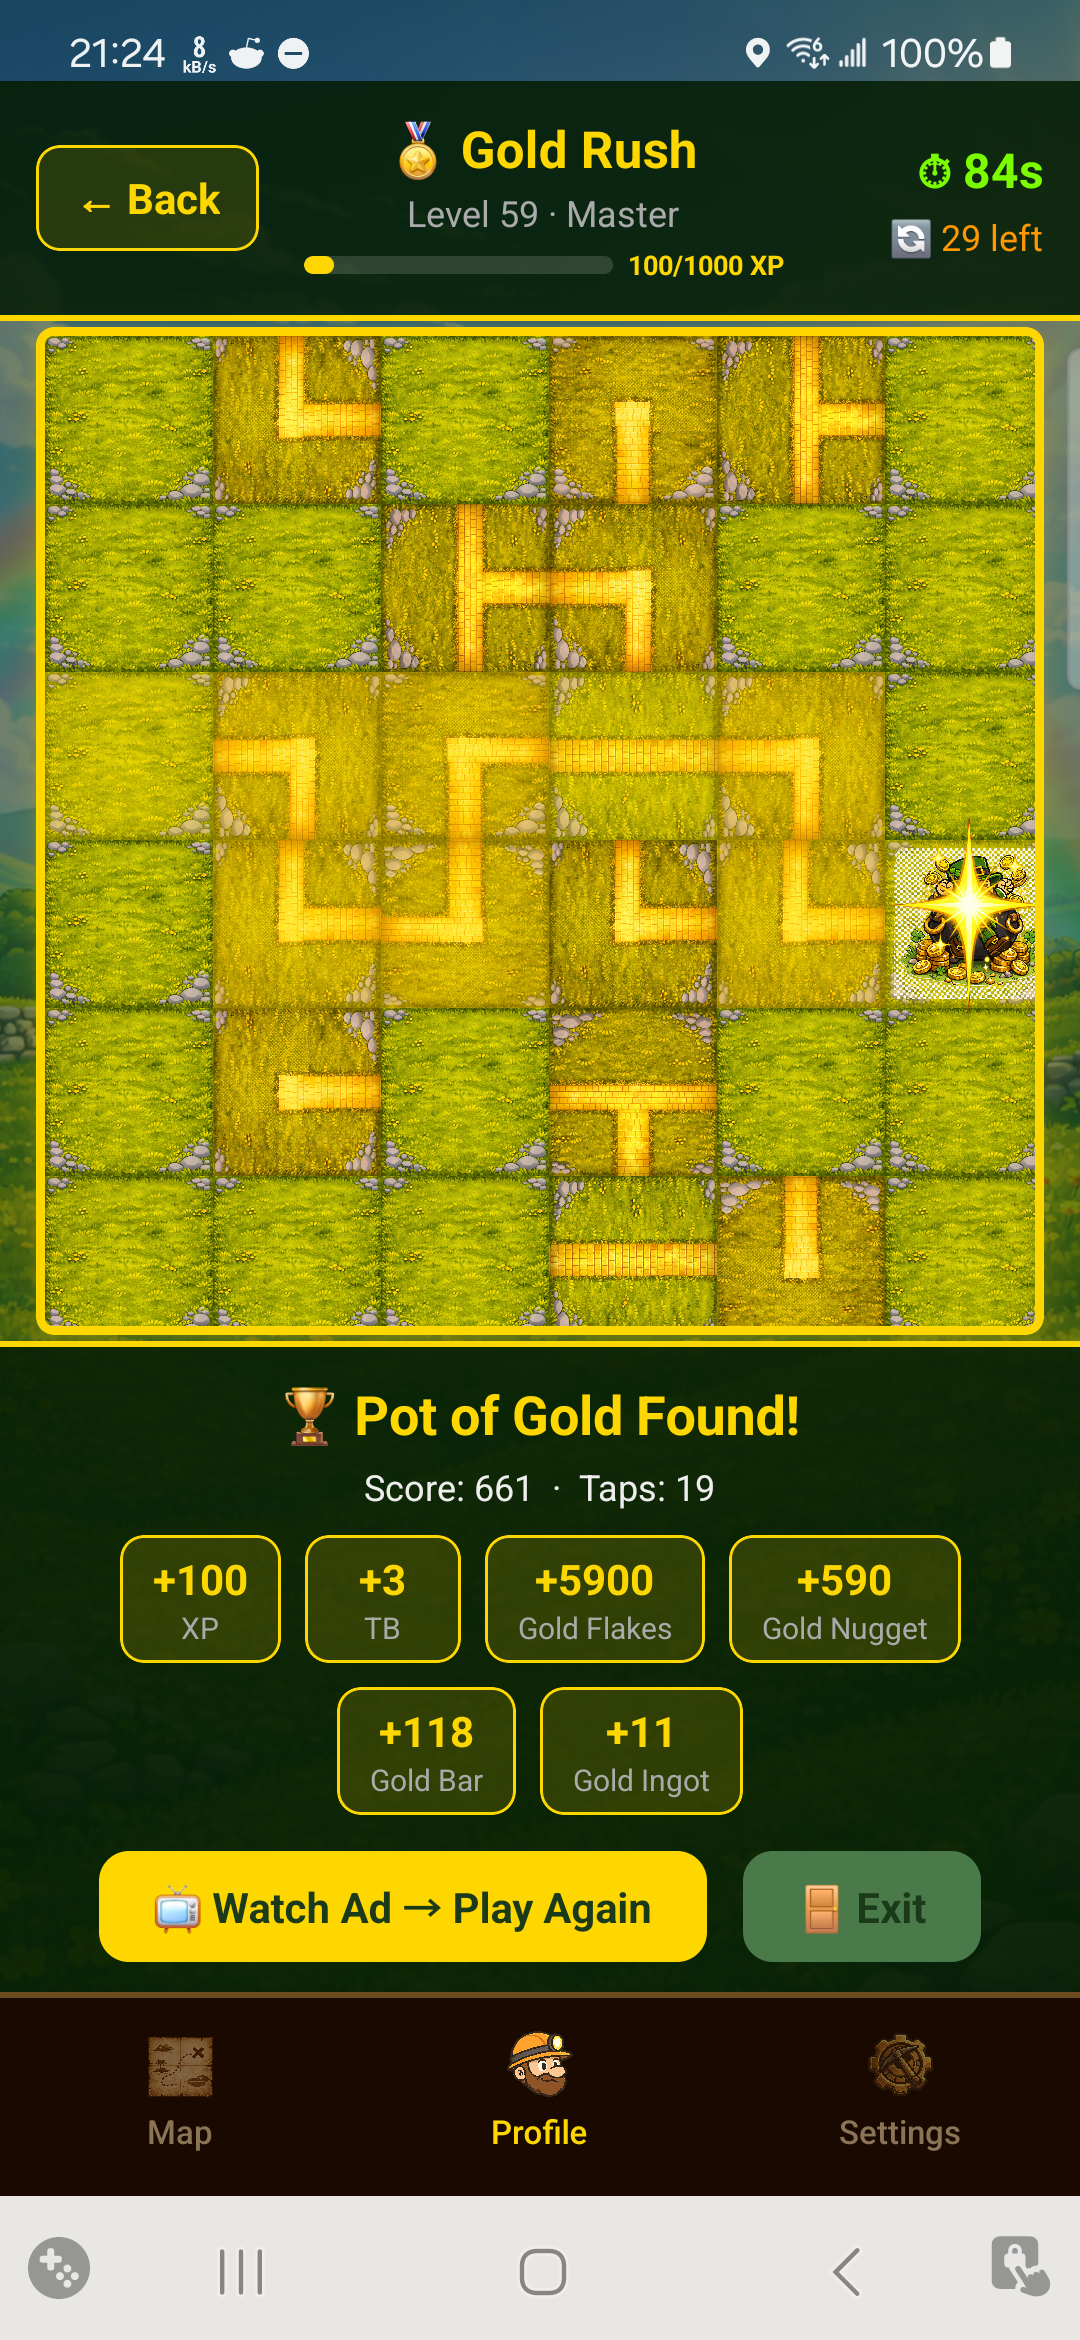 21:24 8 kB/s 100%
← Back
Gold Rush
Level 59 · Master
100/1000 XP
84s
29 left
Pot of Gold Found!
Score: 661 · Taps: 19
+100 XP
+3 TB
+5900 Gold Flakes
+590 Gold Nugget
+118 Gold Bar
+11 Gold Ingot
Watch Ad → Play Again
Exit
Map
Profile
Settings